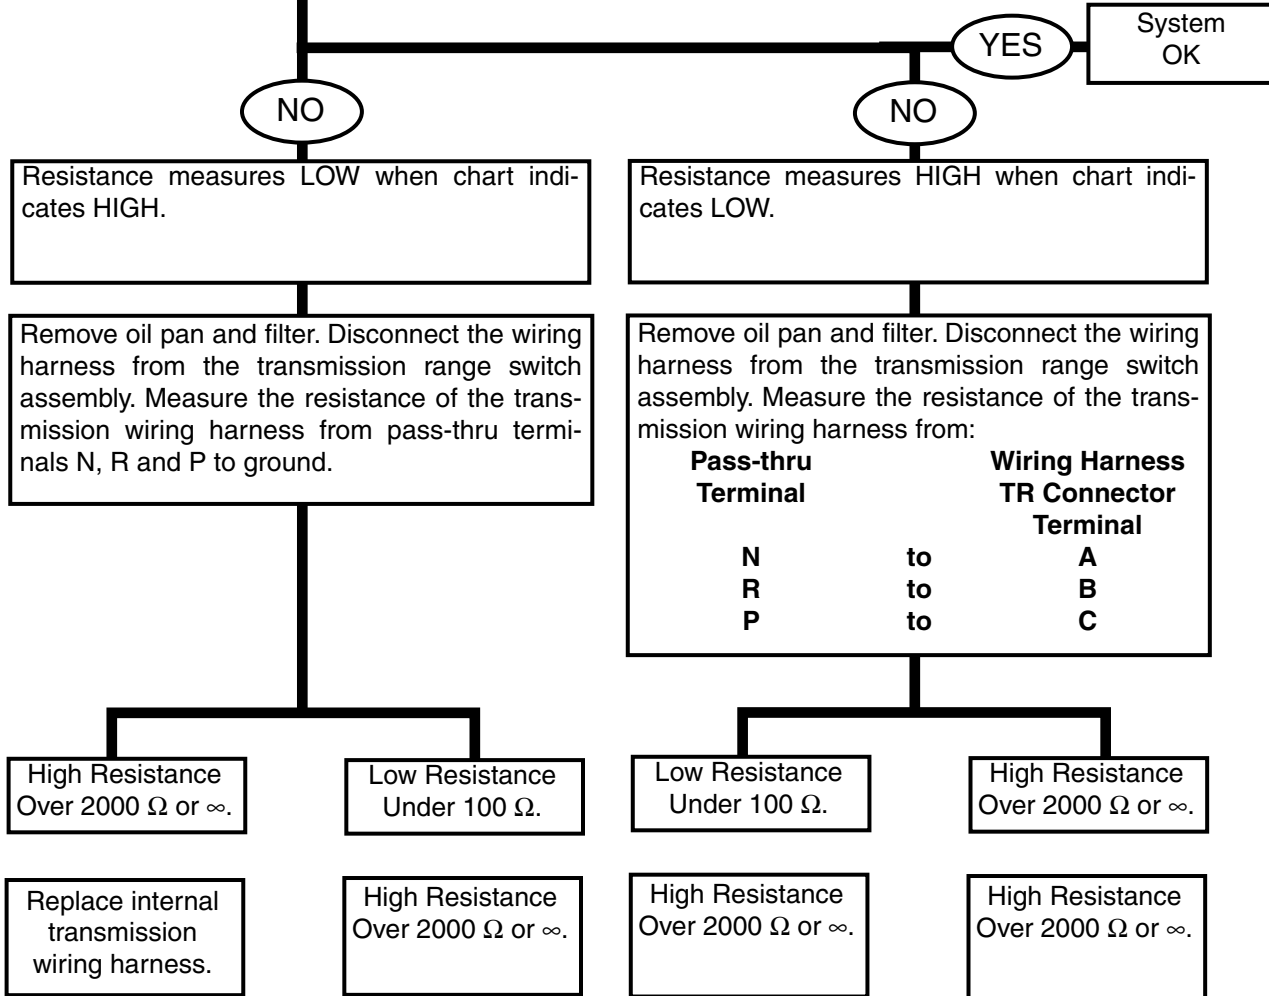 System
OK
YES
NO
NO
Resistance measures LOW when chart indi-
cates HIGH.
Resistance measures HIGH when chart indi-
cates LOW.
Remove oil pan and filter. Disconnect the wiring
harness from the transmission range switch
assembly. Measure the resistance of the trans-
mission wiring harness from pass-thru termi-
nals N, R and P to ground.
Remove oil pan and filter. Disconnect the wiring
harness from the transmission range switch
assembly. Measure the resistance of the trans-
mission wiring harness from:
Pass-thru Wiring Harness
Terminal TR Connector
Terminal
N to A
R to B
P to C
High Resistance
Over 2000 Ω or ∞.
Low Resistance
Under 100 Ω.
Low Resistance
Under 100 Ω.
High Resistance
Over 2000 Ω or ∞.
Replace internal
transmission
wiring harness.
High Resistance
Over 2000 Ω or ∞.
High Resistance
Over 2000 Ω or ∞.
High Resistance
Over 2000 Ω or ∞.